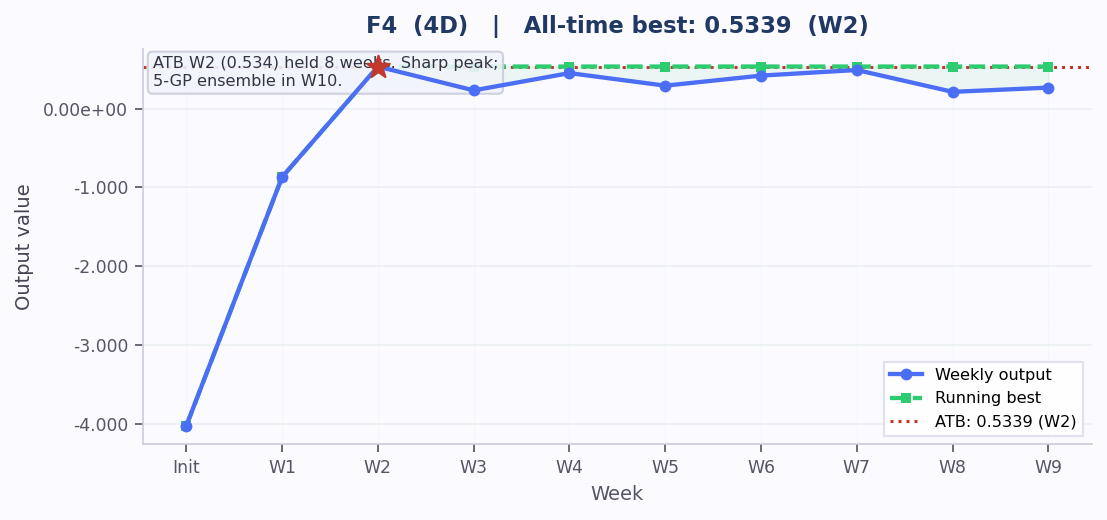 F4 (4D) | All-time best: 0.5339 (W2)
ATB W2 (0.534) held 8 weeks. Sharp peak;
5-GP ensemble in W10.
Output value
0.00e+00
-1.000
-2.000
-3.000
-4.000
Weekly output
Running best
ATB: 0.5339 (W2)
Init W1 W2 W3 W4 W5 W6 W7 W8 W9
Week